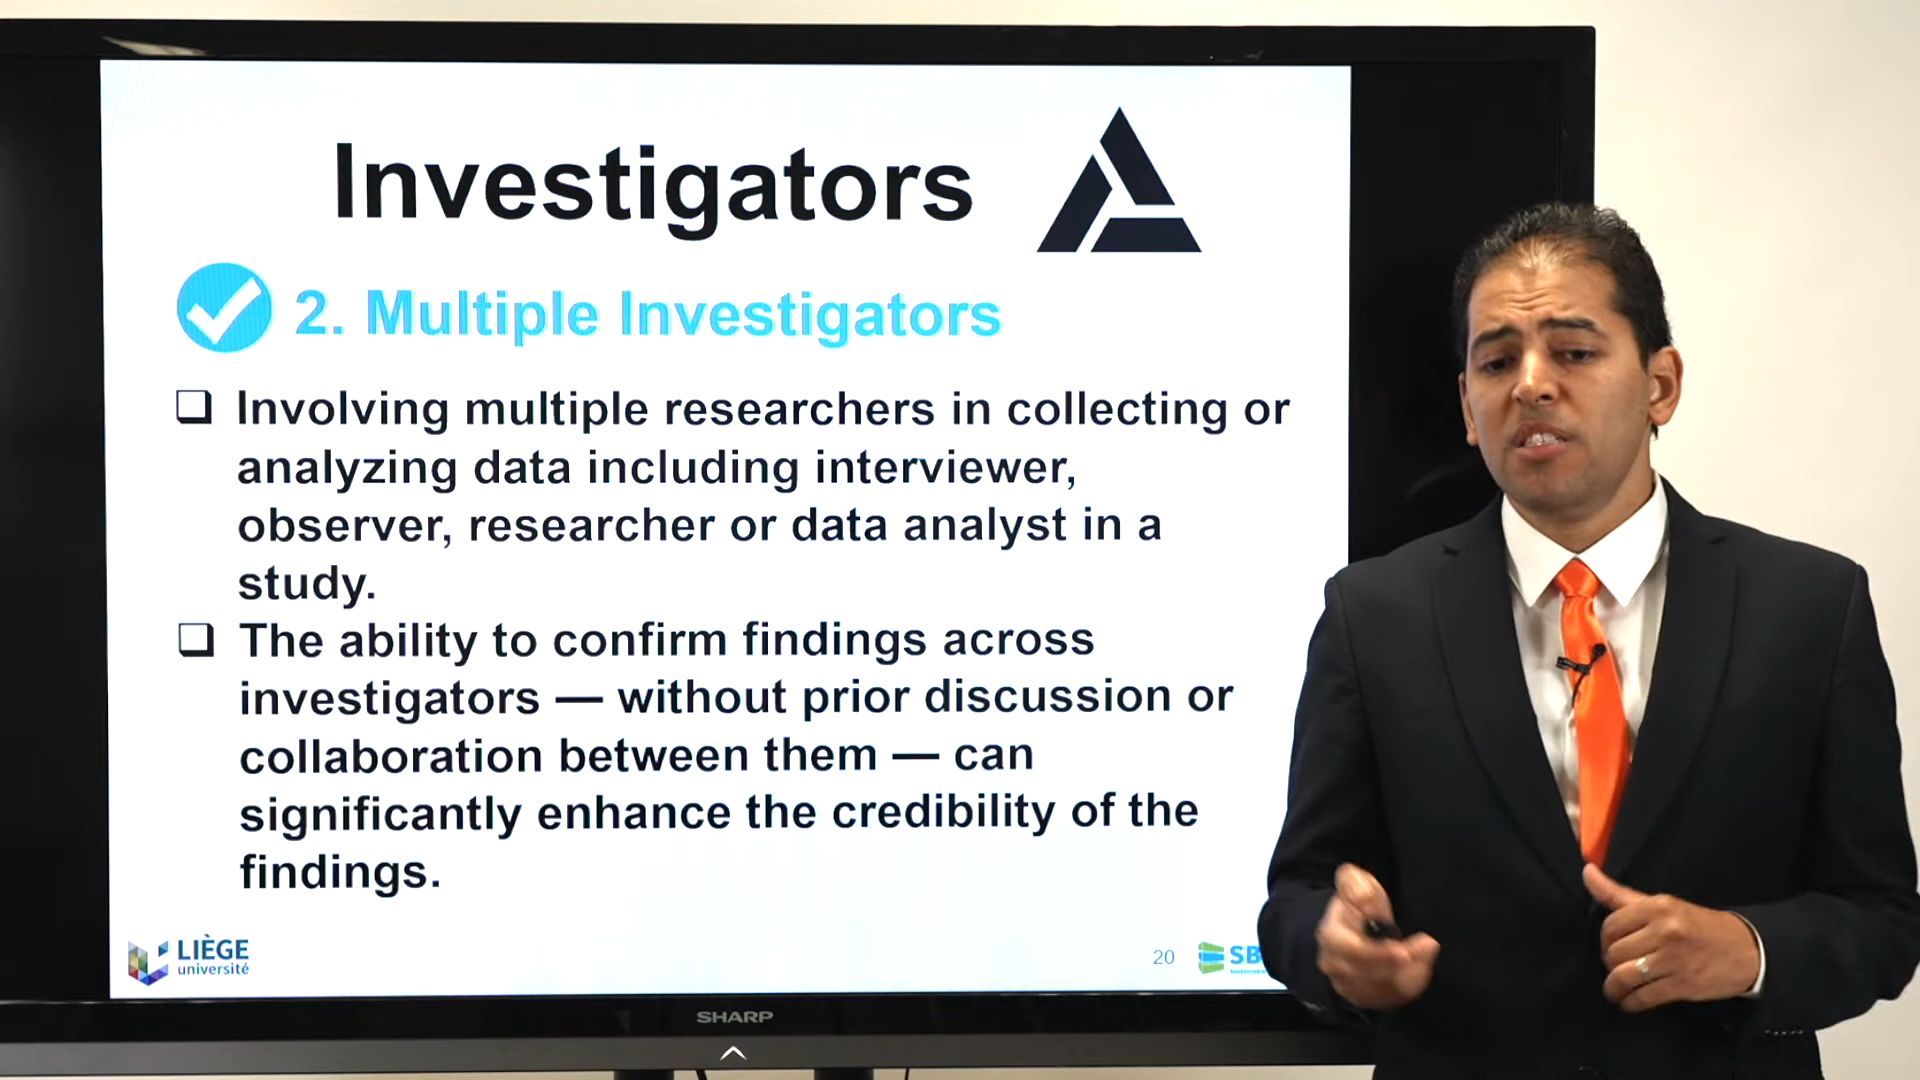 Investigators
2. Multiple Investigators
Involving multiple researchers in collecting or
analyzing data including interviewer,
observer, researcher or data analyst in a
study.
The ability to confirm findings across
investigators — without prior discussion or
collaboration between them — can
significantly enhance the credibility of the
findings.
LIÈGE
université
20
SB
SHARP